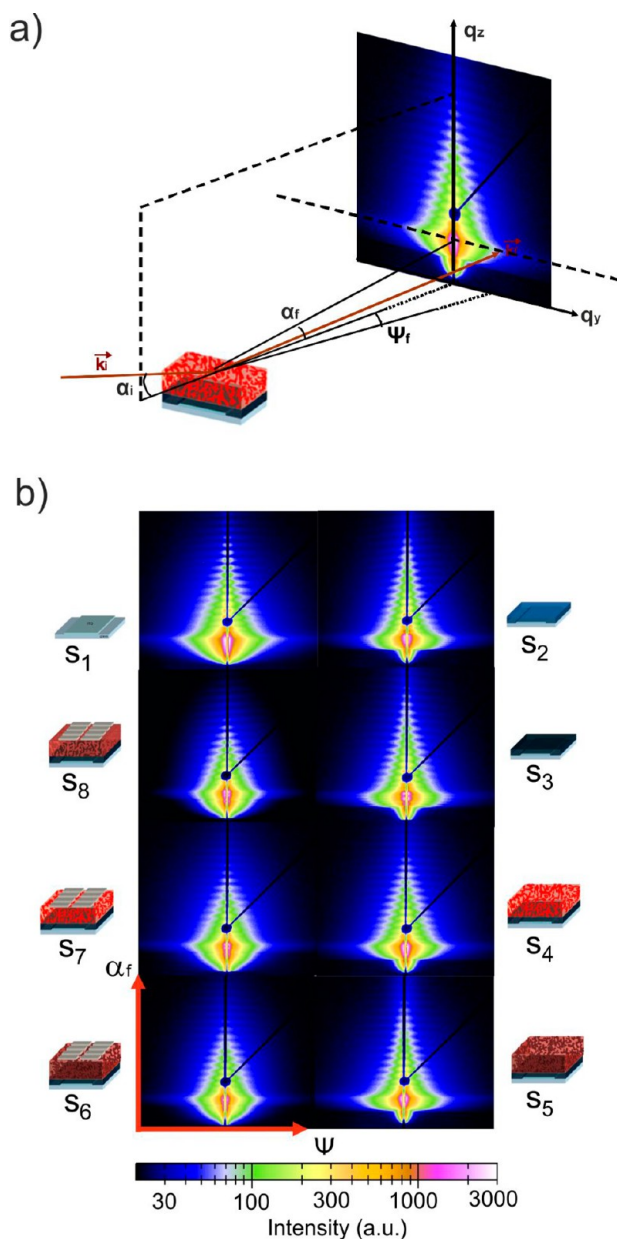 a)
qz
αf
Ψf
qy
ki
αi
b)
S1
S2
S8
S3
S7
S4
αf
S6
S5
Ψ
30 100 300 1000 3000
Intensity (a.u.)